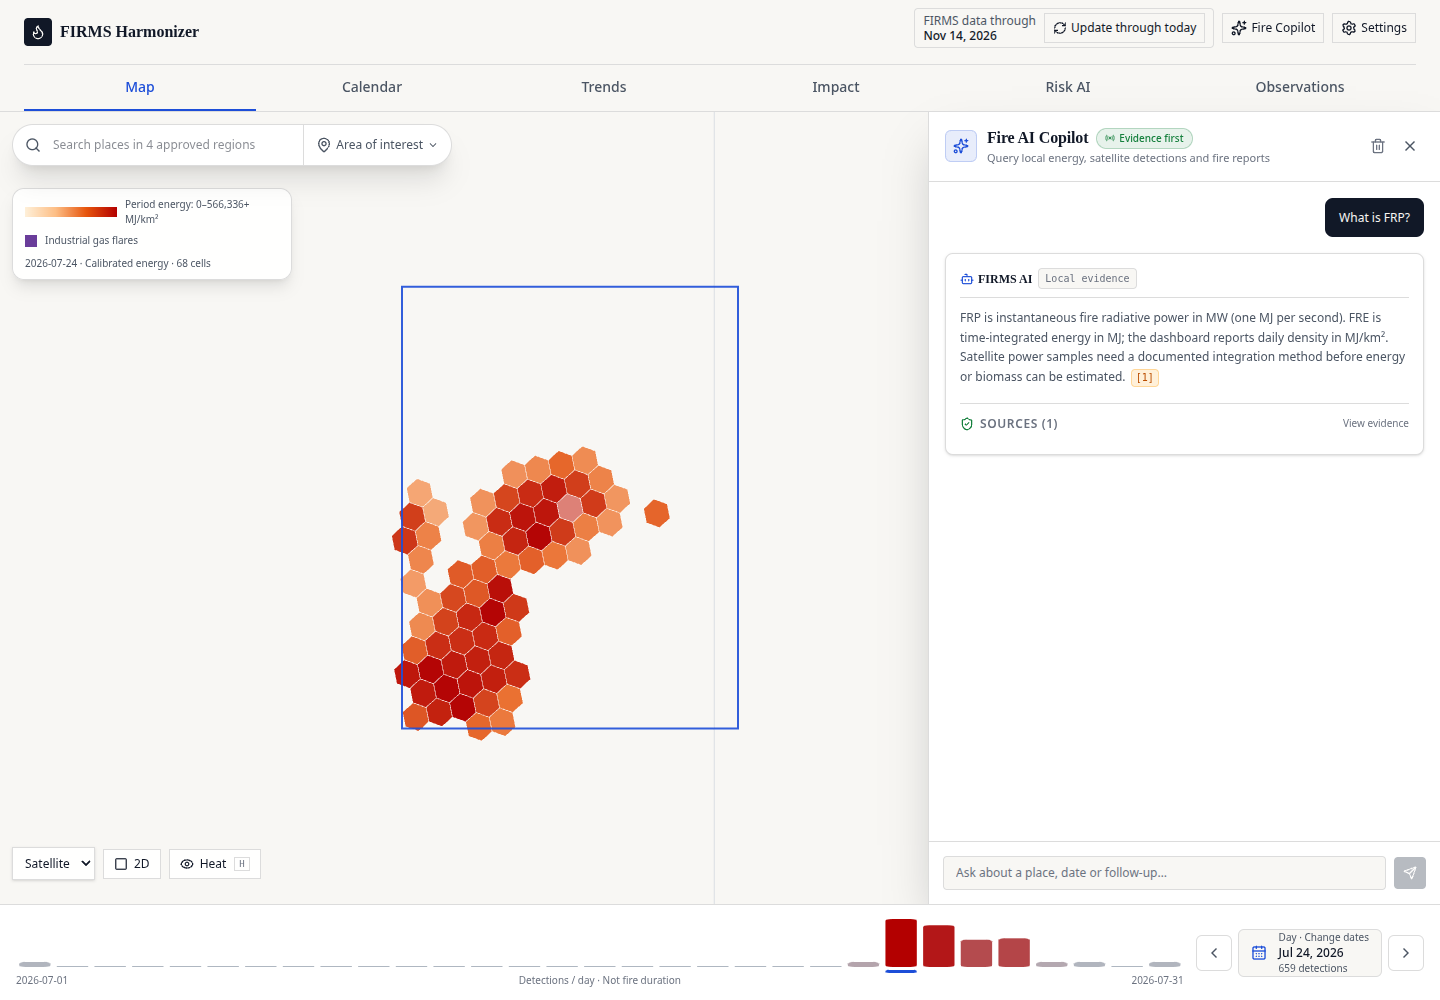 FIRMS Harmonizer
FIRMS data through
Nov 14, 2026
Update through today
Fire Copilot
Settings
Map
Calendar
Trends
Impact
Risk AI
Observations
Search places in 4 approved regions
Area of interest
Period energy: 0–566,336+
MJ/km²
Industrial gas flares
2026-07-24 · Calibrated energy · 68 cells
Fire AI Copilot
Evidence first
Query local energy, satellite detections and fire reports
What is FRP?
FIRMS AI
Local evidence
FRP is instantaneous fire radiative power in MW (one MJ per second). FRE is
time-integrated energy in MJ; the dashboard reports daily density in MJ/km².
Satellite power samples need a documented integration method before energy
or biomass can be estimated. [1]
SOURCES (1)
View evidence
Satellite
2D
Heat H
Ask about a place, date or follow-up...
2026-07-01
Detections / day · Not fire duration
2026-07-31
Day · Change dates
Jul 24, 2026
659 detections